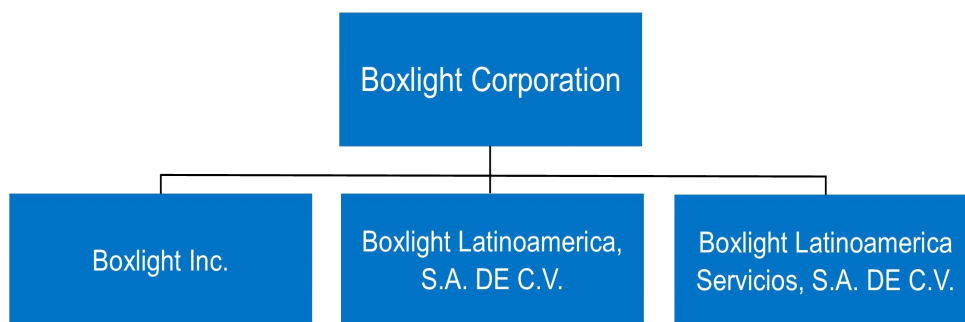 Boxlight Corporation
Boxlight Inc.
Boxlight Latinoamerica,
S.A. DE C.V.
Boxlight Latinoamerica
Servicios, S.A. DE C.V.